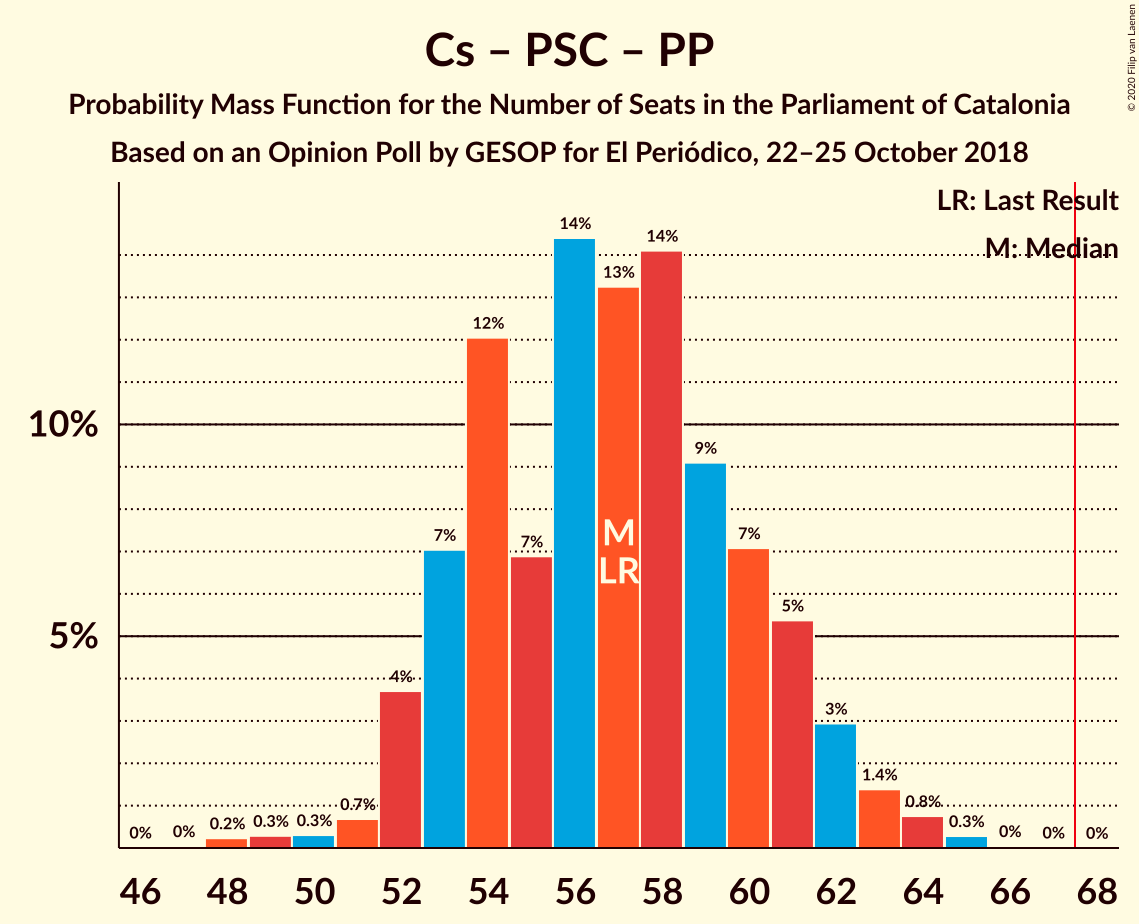 Cs – PSC – PP
Probability Mass Function for the Number of Seats in the Parliament of Catalonia
Based on an Opinion Poll by GESOP for El Periódico, 22–25 October 2018
© 2020 Filip van Laenen
LR: Last Result
M: Median
10%
5%
0%
0%
0.2%
0.3%
0.3%
0.7%
4%
7%
12%
7%
14%
13%
14%
9%
7%
5%
3%
1.4%
0.8%
0.3%
0%
0%
0%
M
LR
46 48 50 52 54 56 58 60 62 64 66 68